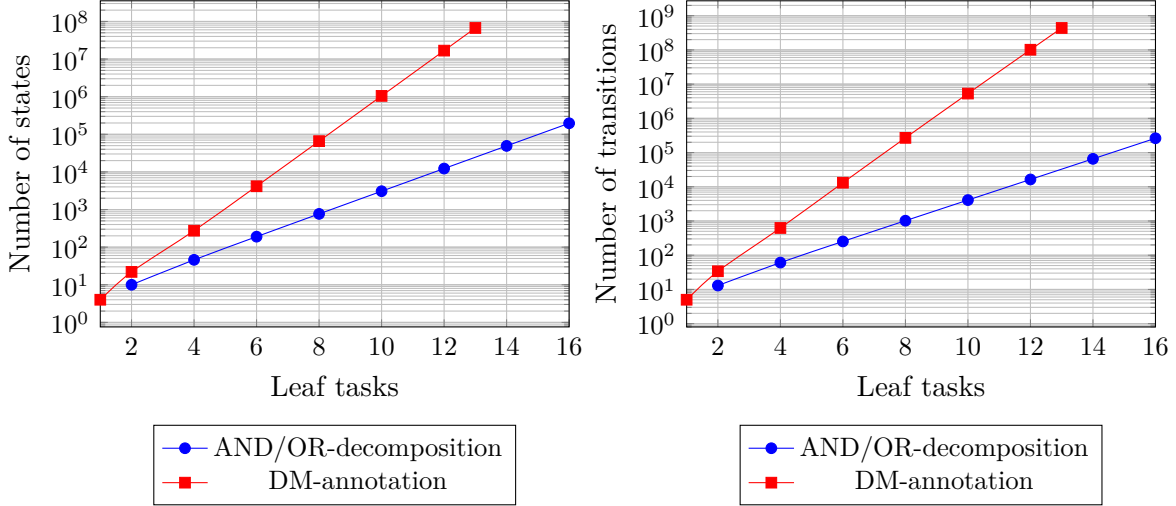 10^8
10^7
10^6
10^5
10^4
10^3
10^2
10^1
10^0
Number of states
2 4 6 8 10 12 14 16
Leaf tasks
AND/OR-decomposition
DM-annotation
10^9
10^8
10^7
10^6
10^5
10^4
10^3
10^2
10^1
10^0
Number of transitions
2 4 6 8 10 12 14 16
Leaf tasks
AND/OR-decomposition
DM-annotation